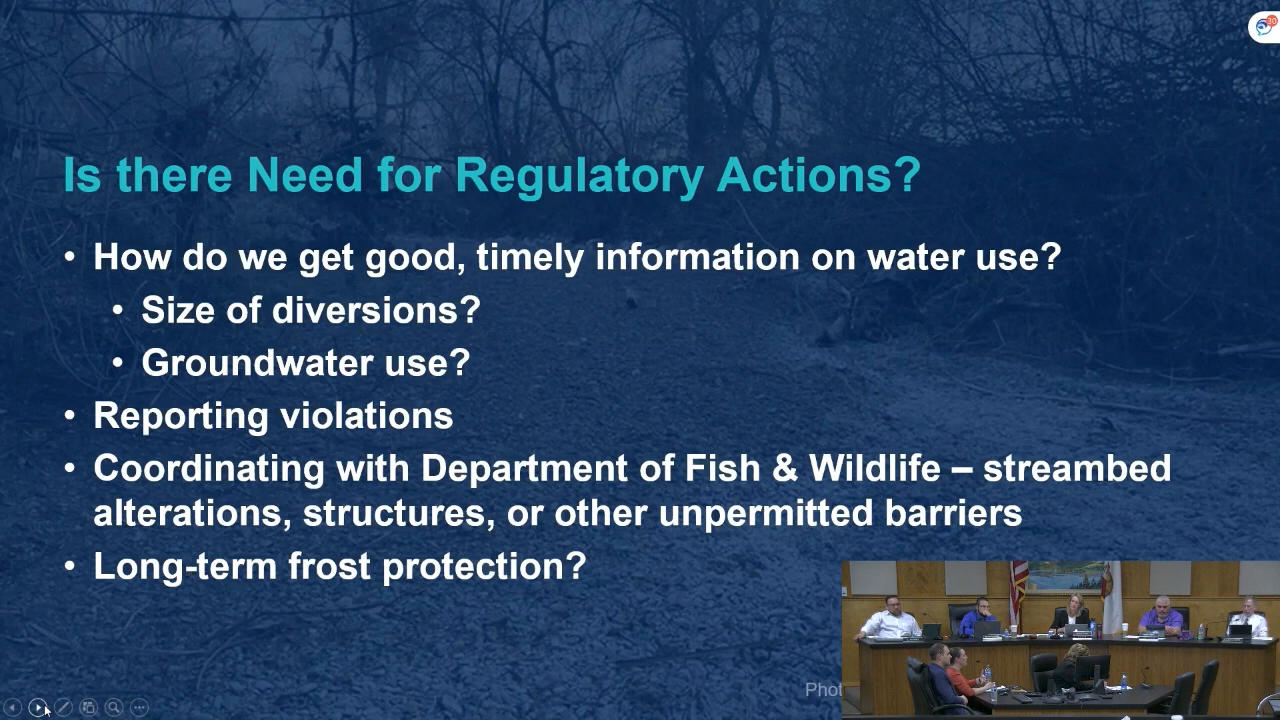 30
Is there Need for Regulatory Actions?
• How do we get good, timely information on water use?
• Size of diversions?
• Groundwater use?
• Reporting violations
• Coordinating with Department of Fish & Wildlife – streambed
alterations, structures, or other unpermitted barriers
• Long-term frost protection?
Phot